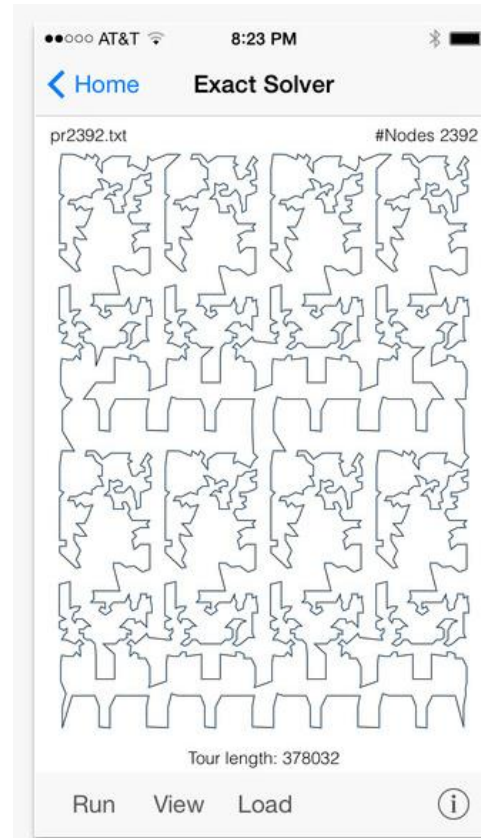 AT&T 8:23 PM
Home Exact Solver
pr2392.txt #Nodes 2392
Tour length: 378032
Run View Load i